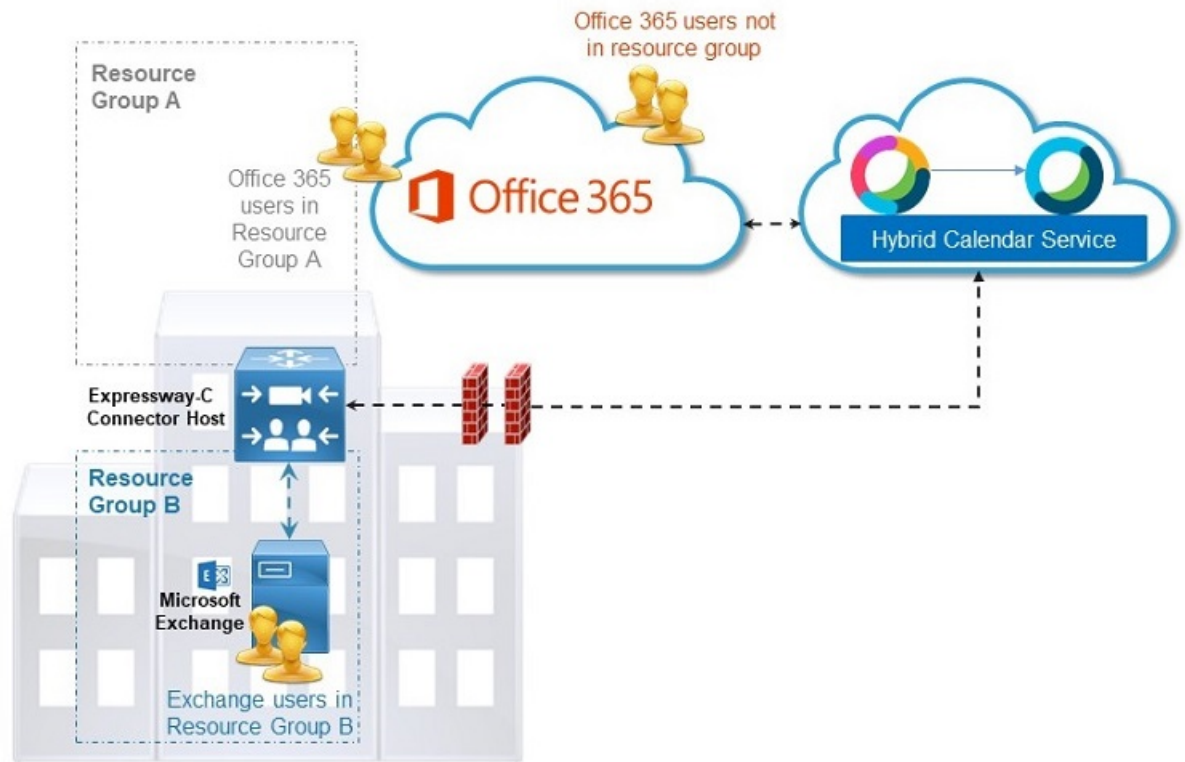 Office 365 users not
in resource group
Resource
Group A
Office 365
users in
Resource
Group A
Office 365
Hybrid Calendar Service
Expressway-C
Connector Host
Resource
Group B
E
Microsoft
Exchange
Exchange users in
Resource Group B